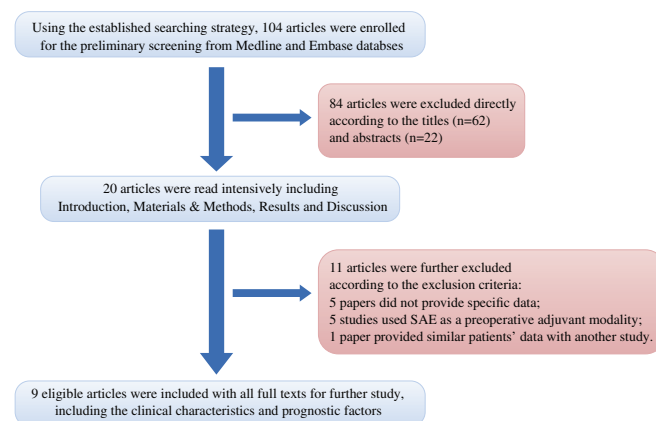 Using the established searching strategy, 104 articles were enrolled
for the preliminary screening from Medline and Embase databses
84 articles were excluded directly
according to the titles (n=62)
and abstracts (n=22)
20 articles were read intensively including
Introduction, Materials & Methods, Results and Discussion
11 articles were further excluded
according to the exclusion criteria:
5 papers did not provide specific data;
5 studies used SAE as a preoperative adjuvant modality;
1 paper provided similar patients' data with another study.
9 eligible articles were included with all full texts for further study,
including the clinical characteristics and prognostic factors